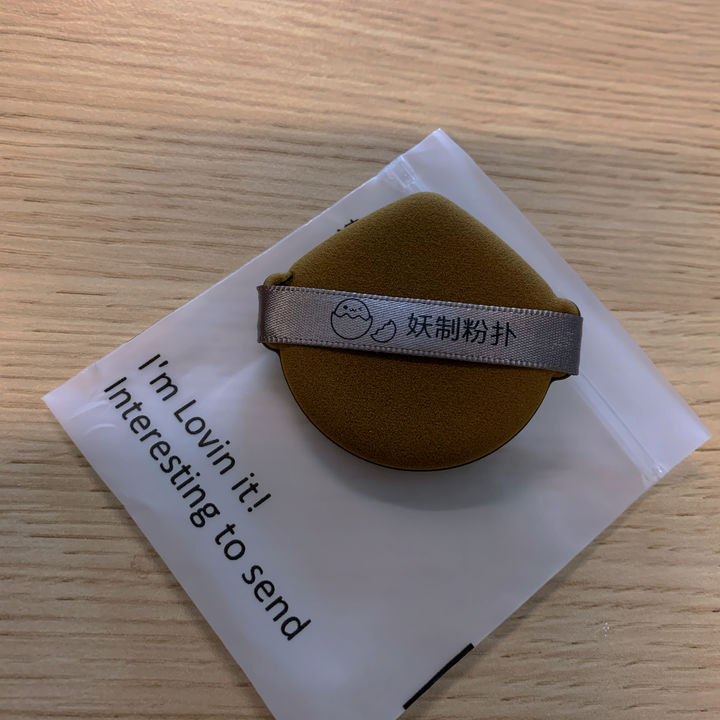 妖制粉扑
I'm Lovin it!
Interesting to send